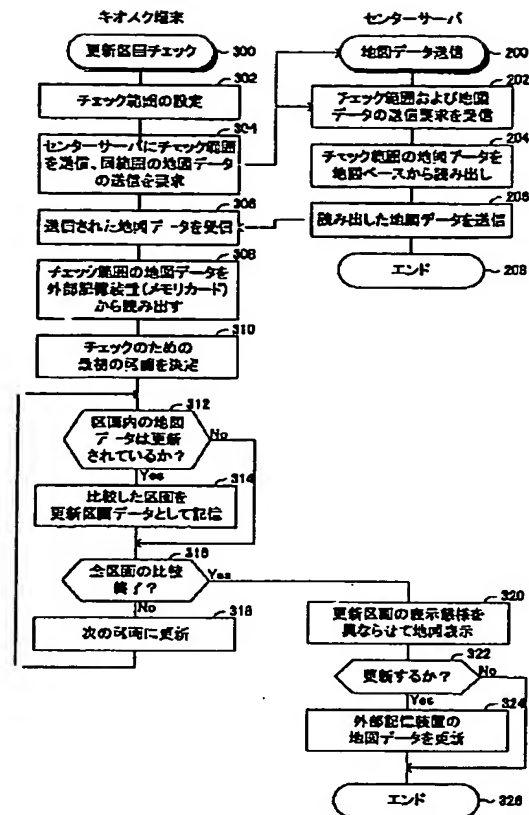 キオスク端末
更新区画チェック
300
302
チェック範囲の設定
304
センターサーバにチェック範囲
を送信、同範囲の地図データ
の送信を要求
306
送信された地図データを受信
308
チェック範囲の地図データを
外部記憶装置(メモリカード)
から読み出す
310
チェックのための
最初の区画を決定
312
区画内の地図
データは更新
されているか?
No
Yes
314
比較した区画を
更新区画データとして記憶
316
全区画の比較
終了?
Yes
No
318
次の区画に更新
センターサーバ
地図データ送信
200
202
チェック範囲および地図
データの送信要求を受信
204
チェック範囲の地図データを
地図ベースから読み出し
206
読み出した地図データを送信
エンド
208
320
更新区画の表示態様を
異ならせて地図表示
322
更新するか?
No
Yes
324
外部記憶装置の
地図データを更新
エンド
326